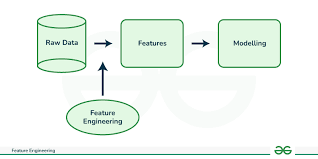 Raw Data
Features
Modelling
Feature
Engineering
Feature Engineering